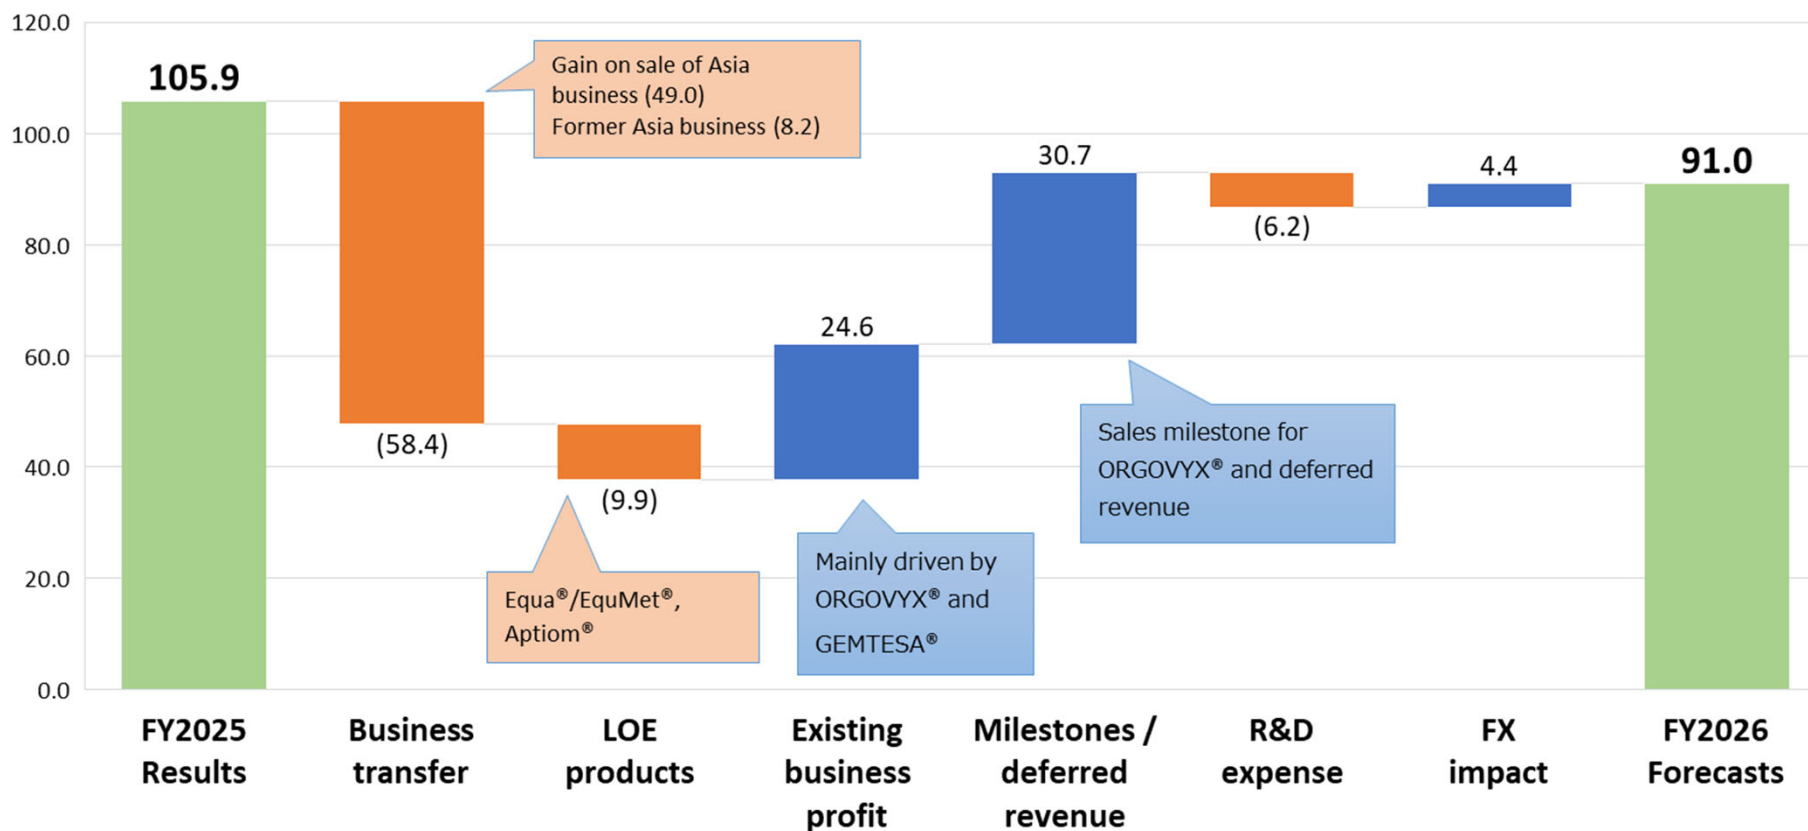 120.0
100.0
80.0
60.0
40.0
20.0
0.0
105.9
Gain on sale of Asia
business (49.0)
Former Asia business (8.2)
(58.4)
(9.9)
Equa®/EquMet®,
Aptiom®
24.6
Mainly driven by
ORGOVYX® and
GEMTESA®
30.7
Sales milestone for
ORGOVYX® and deferred
revenue
(6.2)
4.4
91.0
FY2025
Results
Business
transfer
LOE
products
Existing
business
profit
Milestones /
deferred
revenue
R&D
expense
FX
impact
FY2026
Forecasts